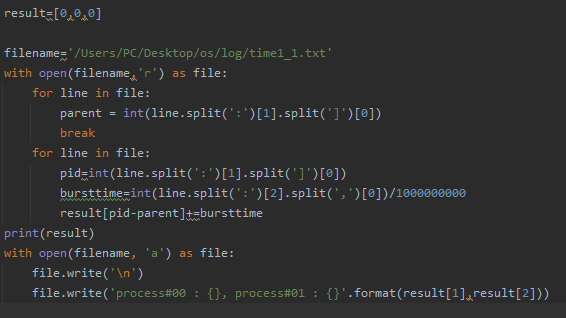 result=[0,0,0]

filename='/Users/PC/Desktop/os/log/time1_1.txt'
with open(filename,'r') as file:
    for line in file:
        parent = int(line.split(':')[1].split(']')[0])
        break
    for line in file:
        pid=int(line.split(':')[1].split(']')[0])
        bursttime=int(line.split(':')[2].split(',')[0])/1000000000
        result[pid-parent]+=bursttime
print(result)
with open(filename, 'a') as file:
    file.write('\n')
    file.write('process#00 : {}, process#01 : {}'.format(result[1],result[2]))